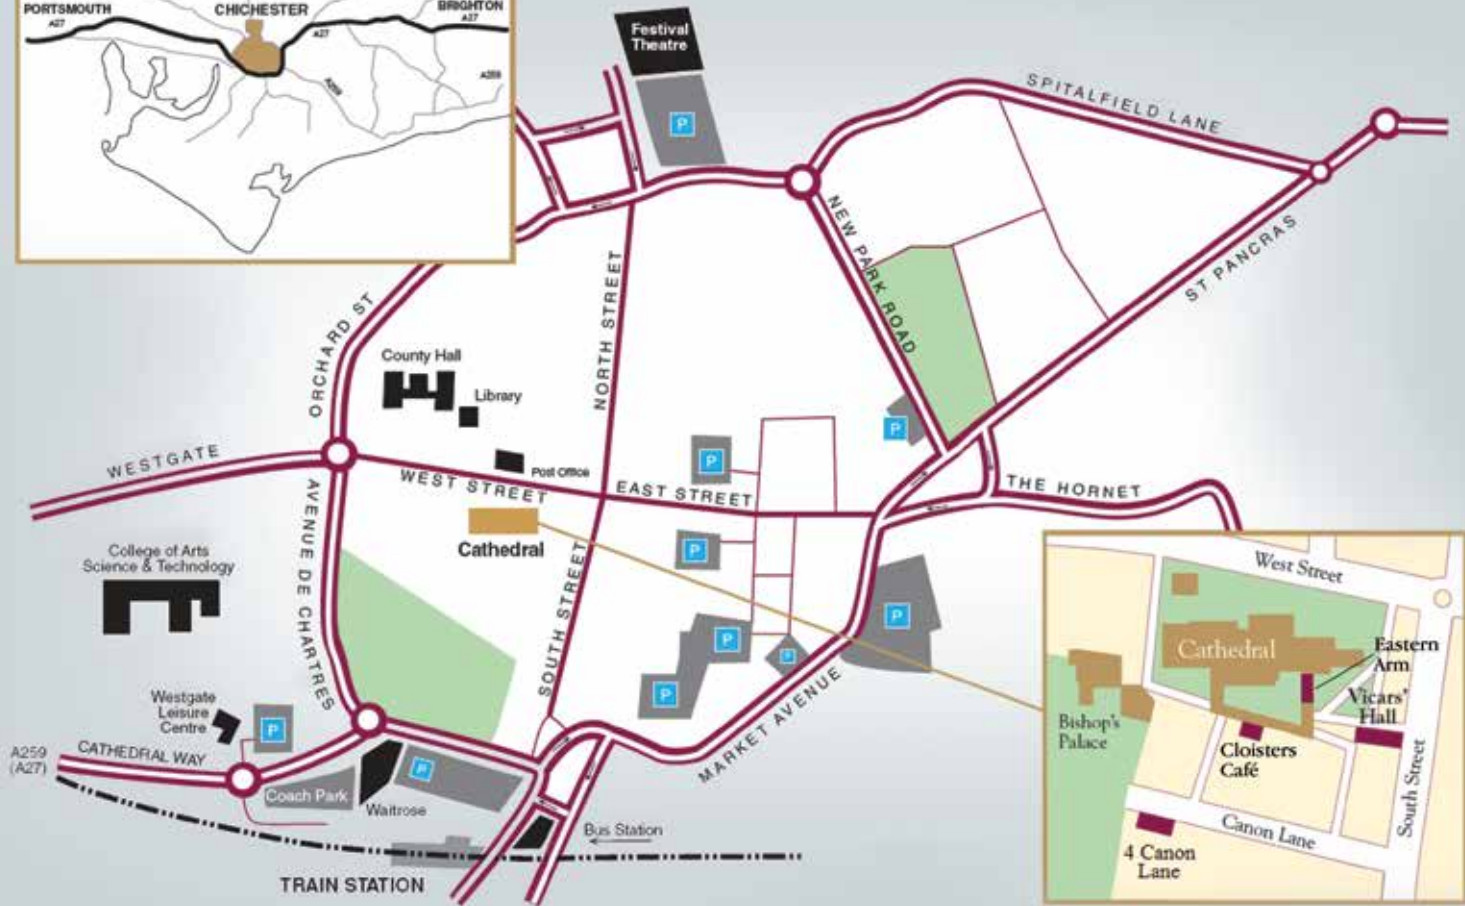 PORTSMOUTH
A27
CHICHESTER
BRIGHTON
A27
A27
A259
A259
Festival
Theatre
P
SPITALFIELD LANE
NEW PARK ROAD
ST PANCRAS
ORCHARD ST
NORTH STREET
County Hall
Library
Post Office
WESTGATE
WEST STREET
EAST STREET
P
P
THE HORNET
Cathedral
College of Arts
Science & Technology
AVENUE DE CHARTRES
SOUTH STREET
P
P
P
P
P
MARKET AVENUE
Westgate
Leisure
Centre
P
A259
(A27)
CATHEDRAL WAY
Coach Park
Waitrose
P
Bus Station
TRAIN STATION
West Street
Cathedral
Eastern
Arm
Vicars'
Hall
Bishop's
Palace
Cloisters
Café
South Street
Canon Lane
4 Canon
Lane